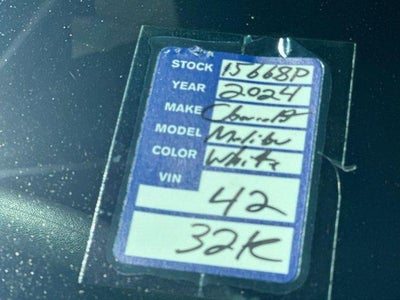 STOCK 15668P
YEAR 2024
MAKE Chevrolet
MODEL Malibu
COLOR White
VIN
42
32K